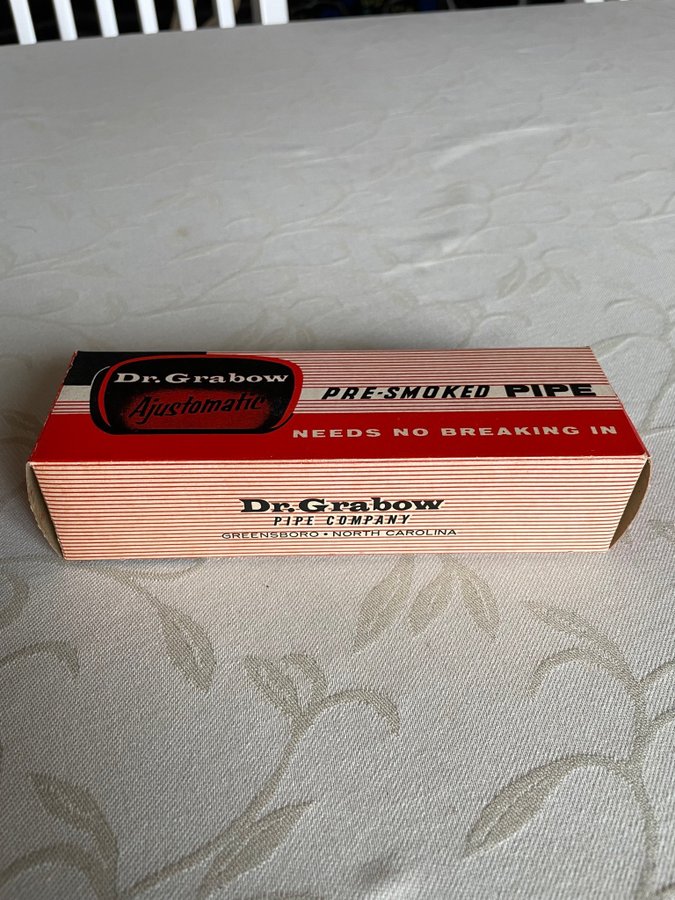 Dr. Grabow
Ajustomatic
PRE-SMOKED PIPE
NEEDS NO BREAKING IN
Dr. Grabow
PIPE COMPANY
GREENSBORO • NORTH CAROLINA